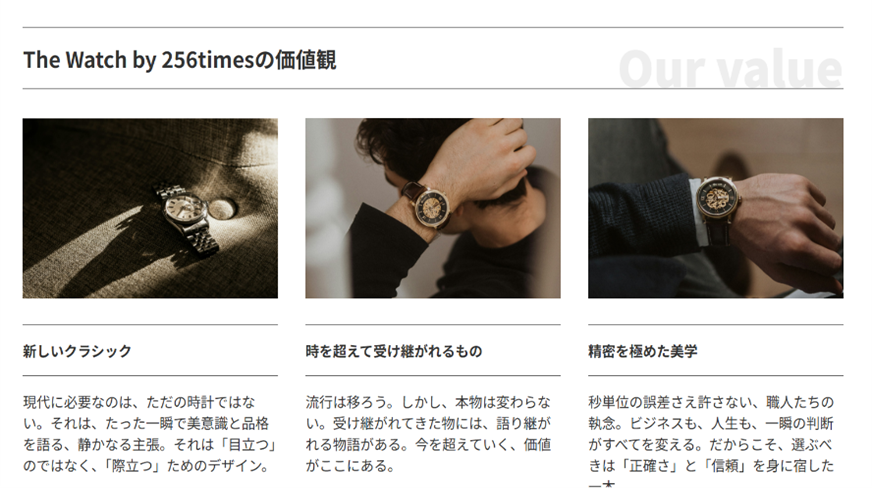 The Watch by 256timesの価値観
Our value
新しいクラシック
現代に必要なのは、ただの時計ではな
い。それは、たった一瞬で美意識と品格
を語る、静かなる主張。それは「目立つ」
のではなく、「際立つ」ためのデザイン。
時を超えて受け継がれるもの
流行は移ろう。しかし、本物は変わらな
い。受け継がれてきた物には、語り継が
れる物語がある。今を超えていく、価値
がここにある。
精密を極めた美学
秒単位の誤差さえ許さない、職人たちの
執念。ビジネスも、人生も、一瞬の判断
がすべてを変える。だからこそ、選ぶべ
きは「正確さ」と「信頼」を身に宿した